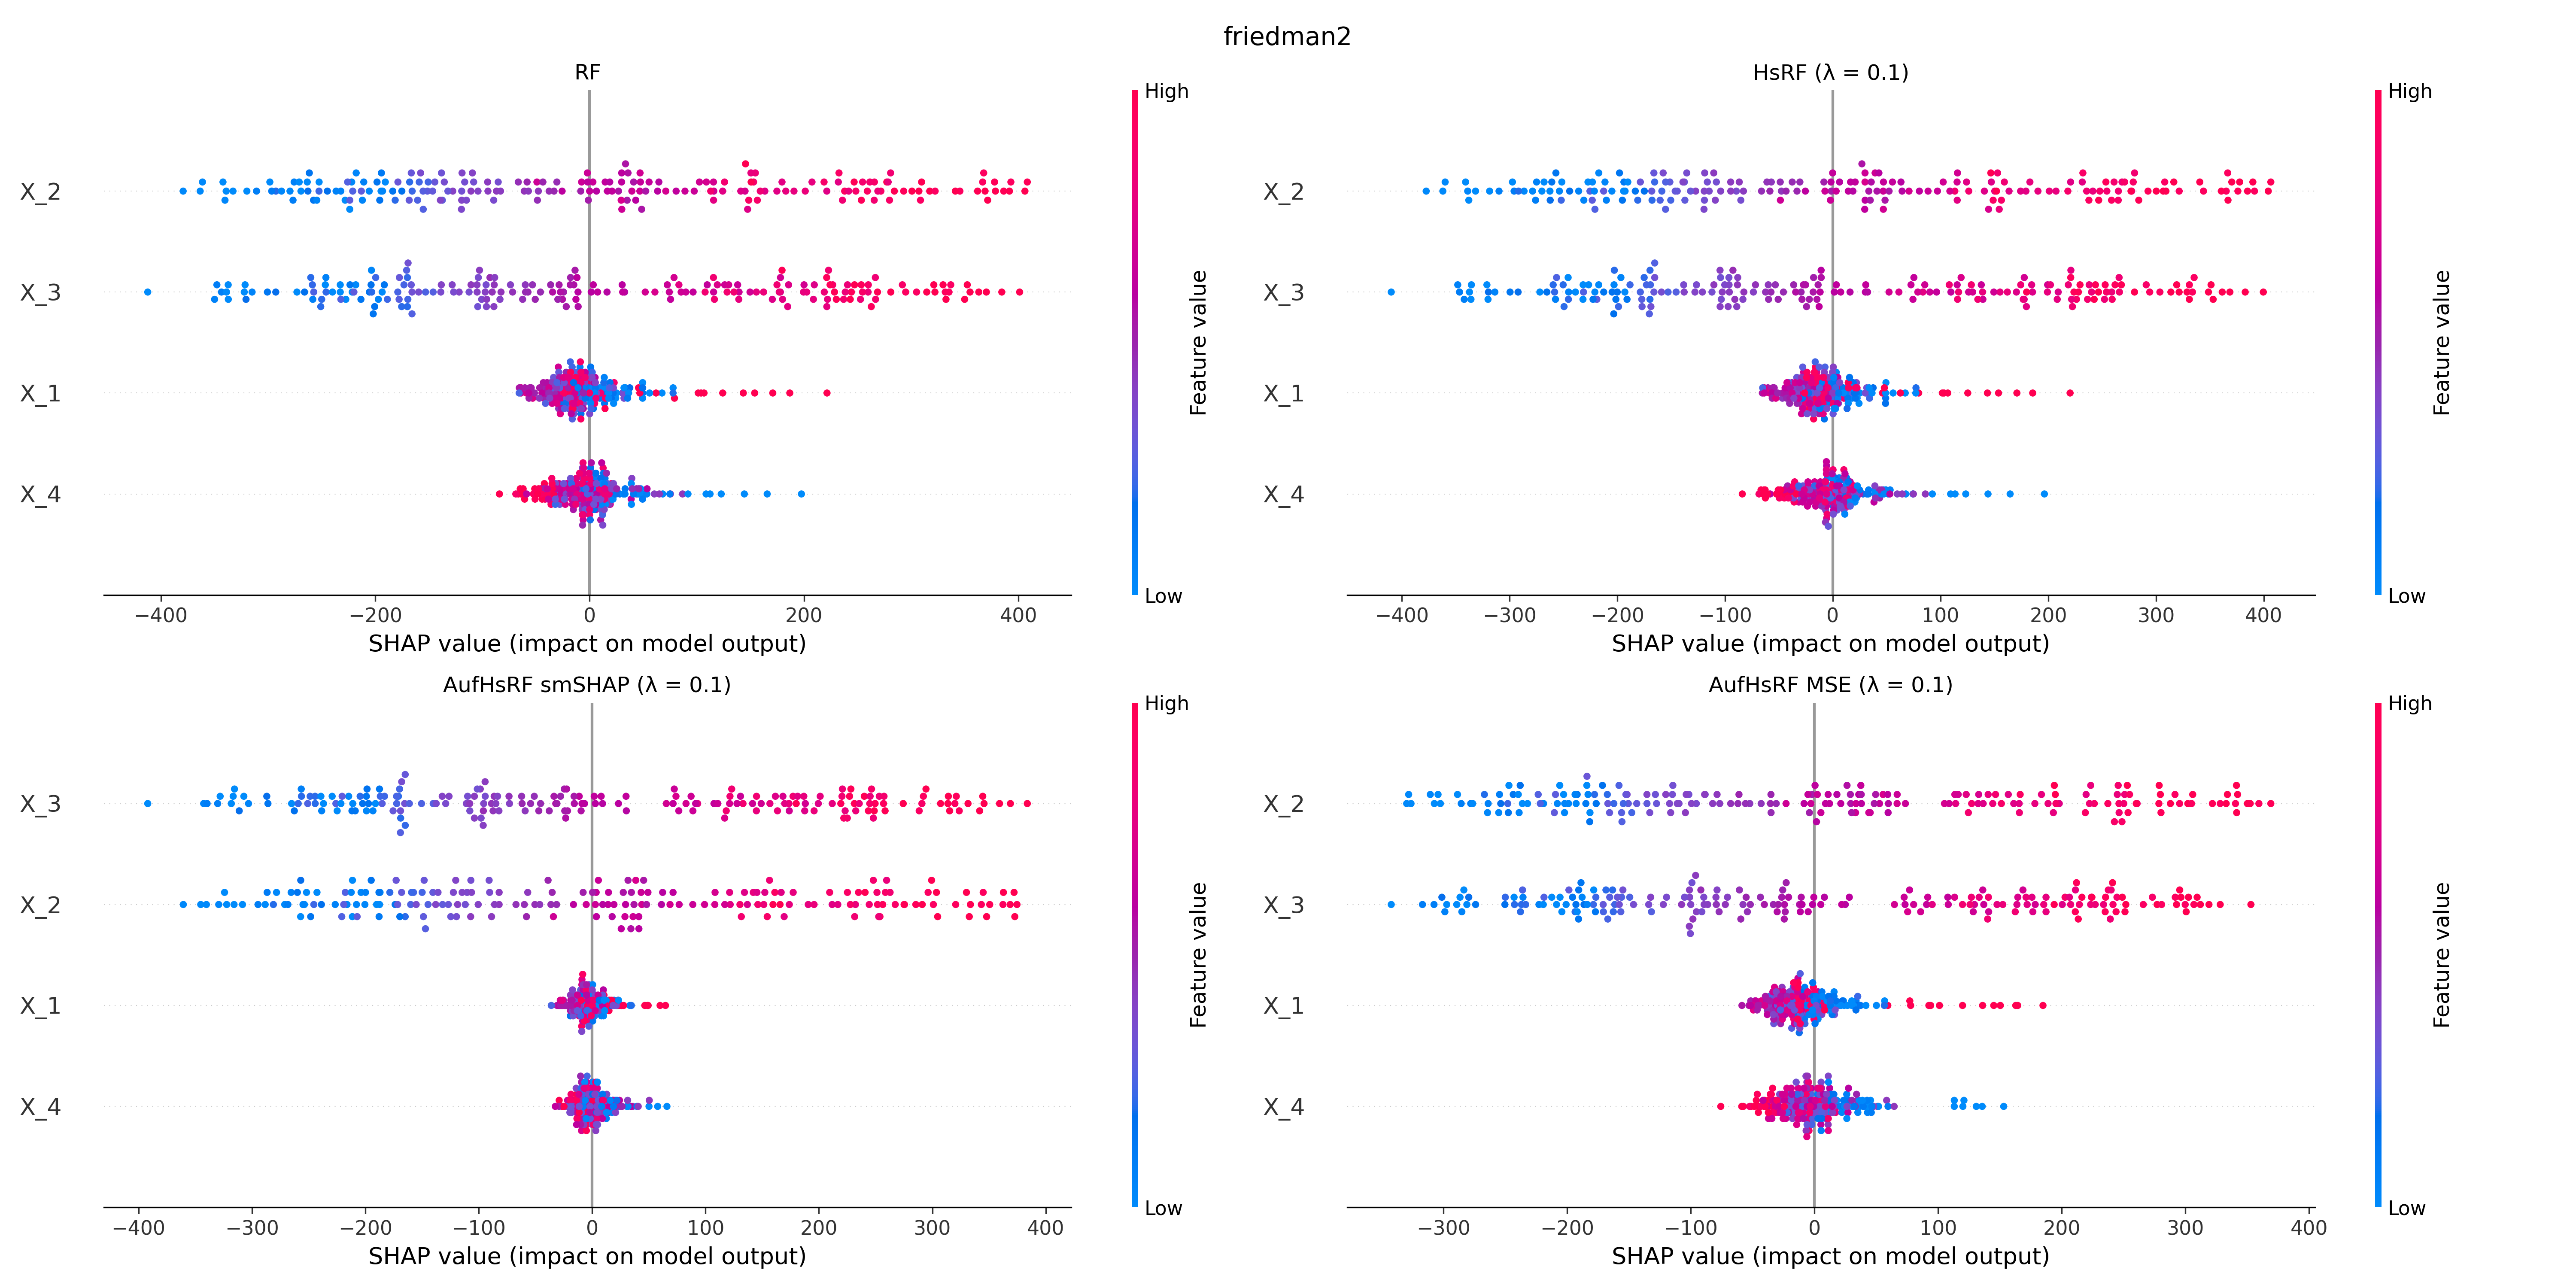 friedman2
RF
High
X_2
X_3
X_1
X_4
Feature value
Low
−400 −200 0 200 400
SHAP value (impact on model output)
HsRF (λ = 0.1)
High
X_2
X_3
X_1
X_4
Feature value
Low
−400 −300 −200 −100 0 100 200 300 400
SHAP value (impact on model output)
AufHsRF smSHAP (λ = 0.1)
High
X_3
X_2
X_1
X_4
Feature value
Low
−400 −300 −200 −100 0 100 200 300 400
SHAP value (impact on model output)
AufHsRF MSE (λ = 0.1)
High
X_2
X_3
X_1
X_4
Feature value
Low
−300 −200 −100 0 100 200 300 400
SHAP value (impact on model output)